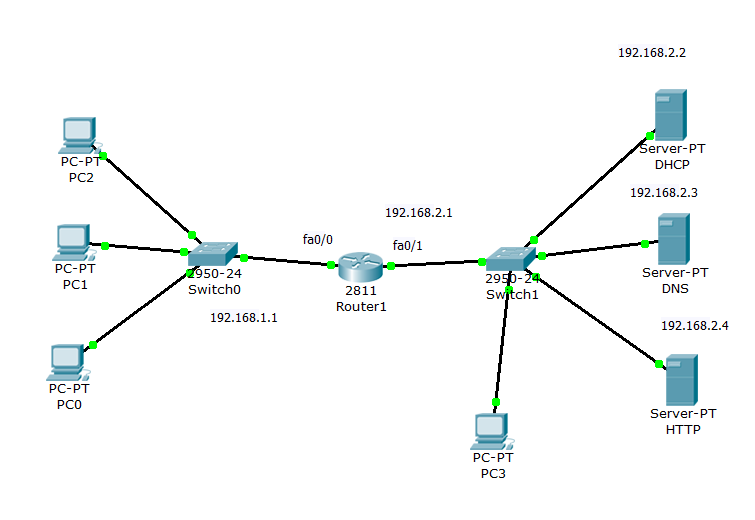 192.168.2.2
PC-PT
PC2
Server-PT
DHCP
192.168.2.3
192.168.2.1
fa0/0
fa0/1
PC-PT
PC1
2950-24
Switch0
2811
Router1
2950-24
Switch1
Server-PT
DNS
192.168.1.1
192.168.2.4
PC-PT
PC0
Server-PT
HTTP
PC-PT
PC3